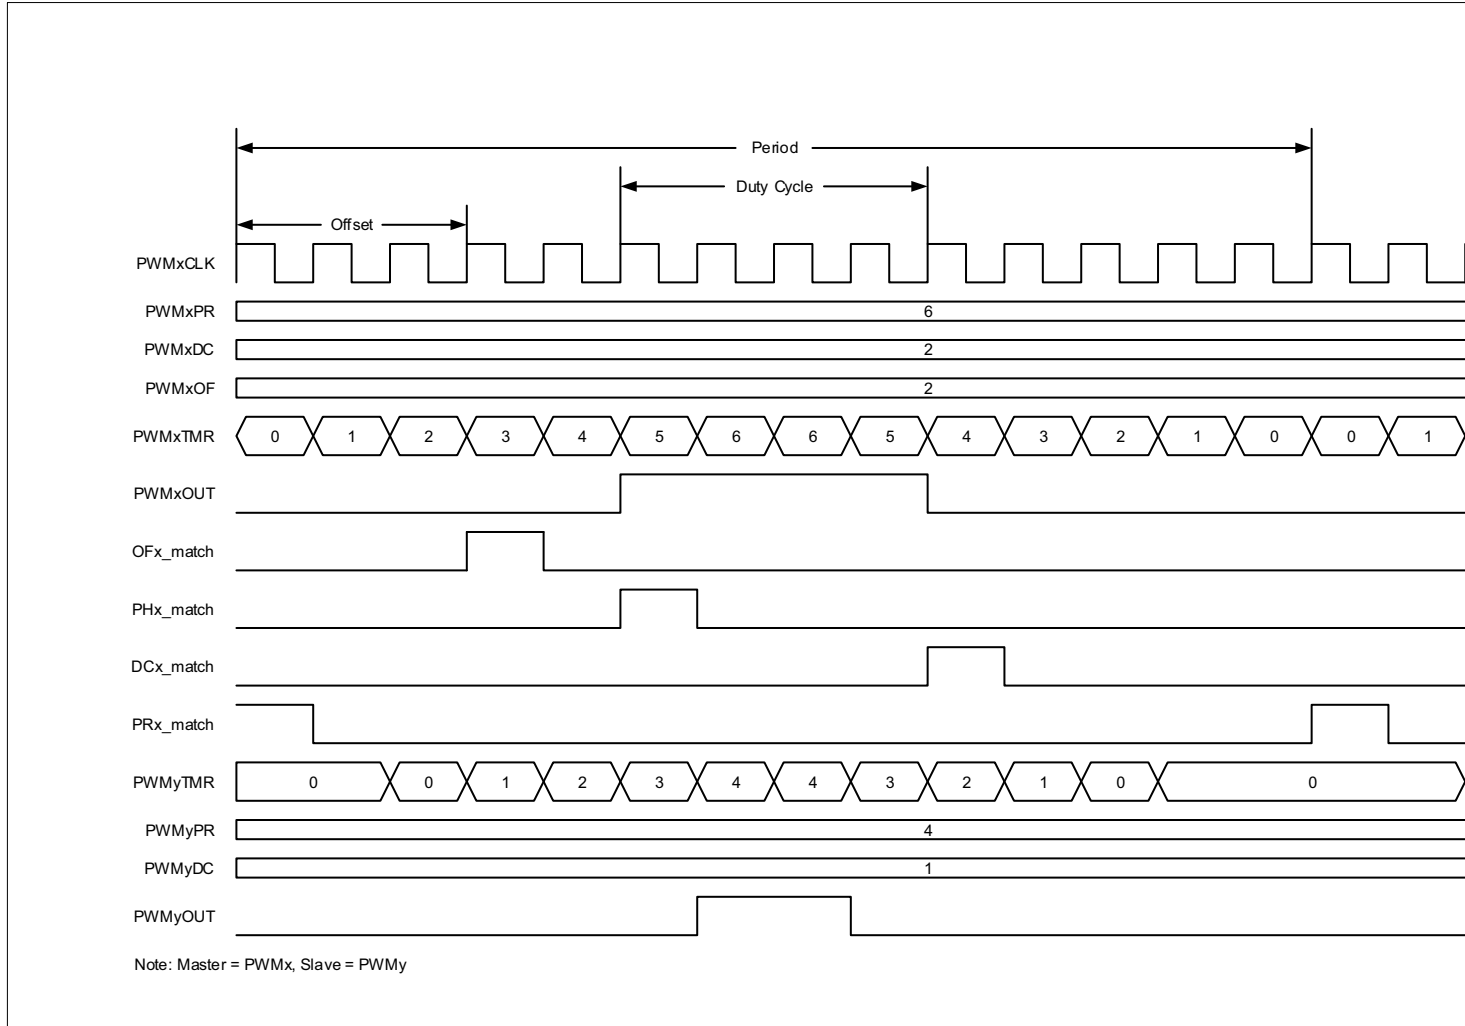 Period
Duty Cycle
Offset
PWMxCLK
PWMxPR 6
PWMxDC 2
PWMxOF 2
PWMxTMR 0 1 2 3 4 5 6 6 5 4 3 2 1 0 0 1
PWMxOUT
OFx_match
PHx_match
DCx_match
PRx_match
PWMyTMR 0 0 1 2 3 4 4 3 2 1 0 0
PWMyPR 4
PWMyDC 1
PWMyOUT
Note: Master = PWMx, Slave = PWMy